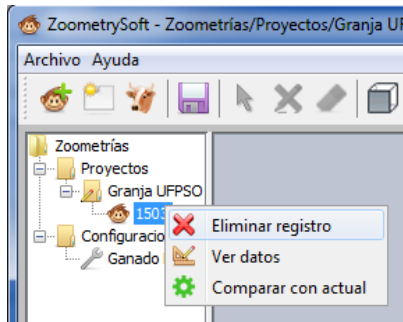 ZoometrySoft - Zoometrías/Proyectos/Granja UF
Archivo Ayuda
Zoometrías
Proyectos
Granja UFPSO
1503
Eliminar registro
Configuracio
Ganado
Ver datos
Comparar con actual